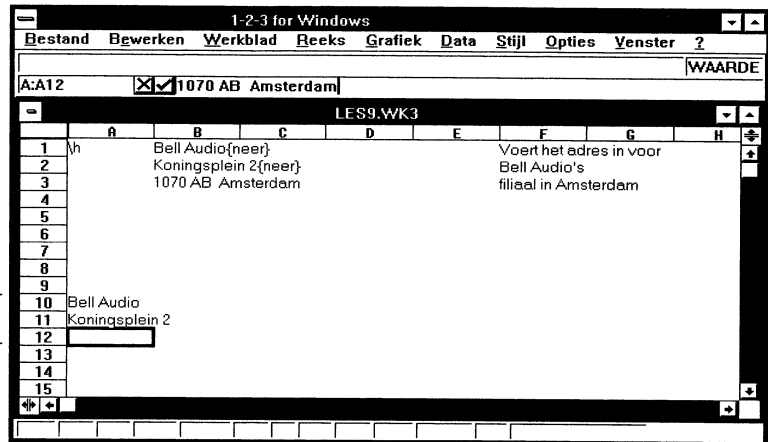 1-2-3 for Windows
Bestand Bewerken Werkblad Reeks Grafiek Data Stijl Opties Venster ?
WAARDE
A:A12 1070 AB Amsterdam
LES9.WK3
A B C D E F G H
1 \h Bell Audio{neer} Voert het adres in voor
2 Koningsplein 2{neer} Bell Audio's
3 1070 AB Amsterdam filiaal in Amsterdam
4
5
6
7
8
9
10 Bell Audio
11 Koningsplein 2
12
13
14
15